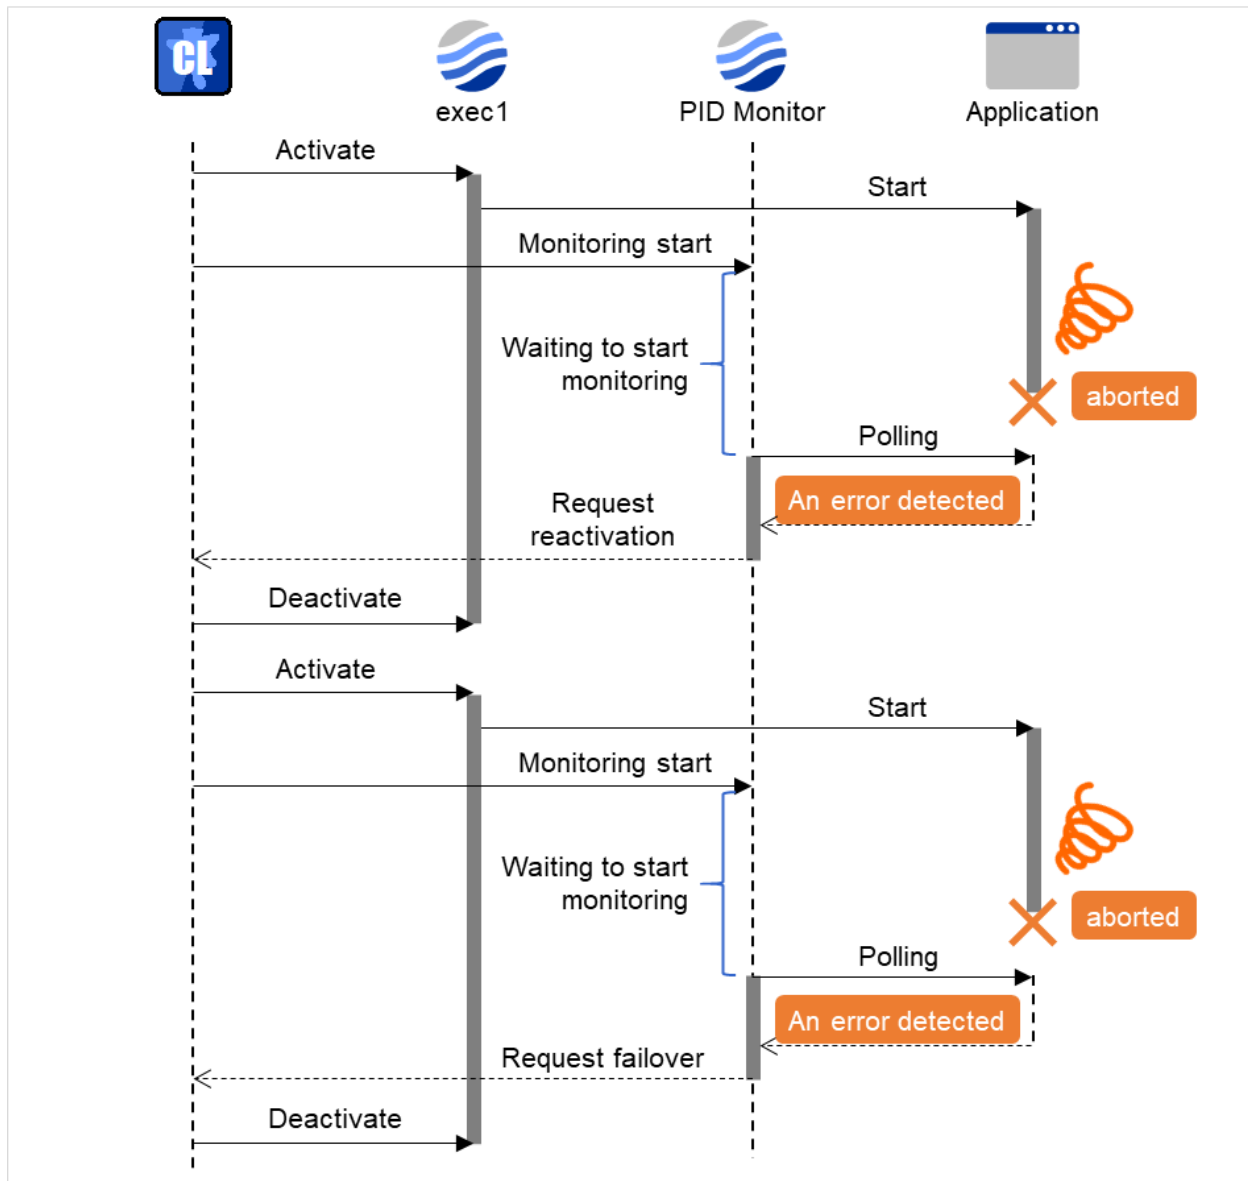 CL
exec1
PID Monitor
Application
Activate
Start
Monitoring start
Waiting to start
monitoring
aborted
Polling
An error detected
Request
reactivation
Deactivate
Activate
Start
Monitoring start
Waiting to start
monitoring
aborted
Polling
An error detected
Request failover
Deactivate